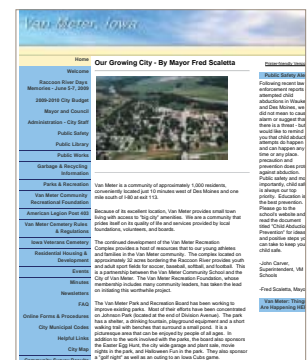 Van Meter, Iowa
Home
Welcome
Raccoon River Days
Memories - June 5-7, 2009
2009-2010 City Budget
Mayor and Council
Administration - City Staff
Public Safety
Public Library
Public Works
Garbage & Recycling
Information
Parks & Recreation
Van Meter Community
Recreational Foundation
American Legion Post 403
Van Meter Cemetery Rules
& Regulations
Iowa Veterans Cemetery
Residential Housing &
Development
Events
Minutes
Newsletters
FAQ
Online Forms & Procedures
City Municipal Codes
Helpful Links
City Map
Our Growing City - By Mayor Fred Scaletta
Van Meter is a community of approximately 1,000 residents,
conveniently located just 10 minutes west of Des Moines and one
mile south of I-80 at exit 113.
Because of its excellent location, Van Meter provides small town
living with access to "big city" amenities. We are a community that
prides itself on its quality of life and services provided by local
foundations, volunteers, and boards.
The continued development of the Van Meter Recreation
Complex provides a host of resources that to our young athletes
and families in the Van Meter community. The complex located on
approximately 32 acres bordering the Raccoon River provides youth
and adult sport fields for soccer, baseball, softball, and football. This
is a partnership between the Van Meter Community School and the
City of Van Meter. The Van Meter Recreation Foundation, whose
membership includes many community leaders, has taken the lead
on initiating this worthwhile project.
The Van Meter Park and Recreation Board has been working to
improve existing parks. Most of their efforts have been concentrated
on Johnson Park (located at the end of Division Avenue). The park
has a shelter, a drinking fountain, playground equipment and a short
walking trail with benches that surround a small pond. It is a
picturesque area that can be enjoyed by people of all ages. In
addition to the work involved with the parks, the board also sponsors
the Easter Egg Hunt, the city wide garage and plant sale, movie
nights in the park, and Halloween Fun in the park. They also sponsor
a "golf night" as well as an outing to an Iowa Cubs game.
Printer-friendly Version
Public Safety Ale
Following recent law
enforcement reports
attempted child
abductions in Wauke
and Des Moines, we
did not mean to cau
alarm or suggest tha
there is a threat - bu
would like to remind
you that child abduct
attempts do happen
and can happen any
time or any place.
precaution and
prevention does prot
against abduction.
Public safety and mo
important, child safet
is always our top
priority. Education is
the best prevention.
Please go to the
school's website and
read the document
titled "Child Abductio
Prevention" for ideas
and positive steps yo
can take to keep you
child safe.
-John Carver,
Superintendent, VM
Schools
-Fred Scaletta, Mayo
Van Meter: Thing
Are Happening HE